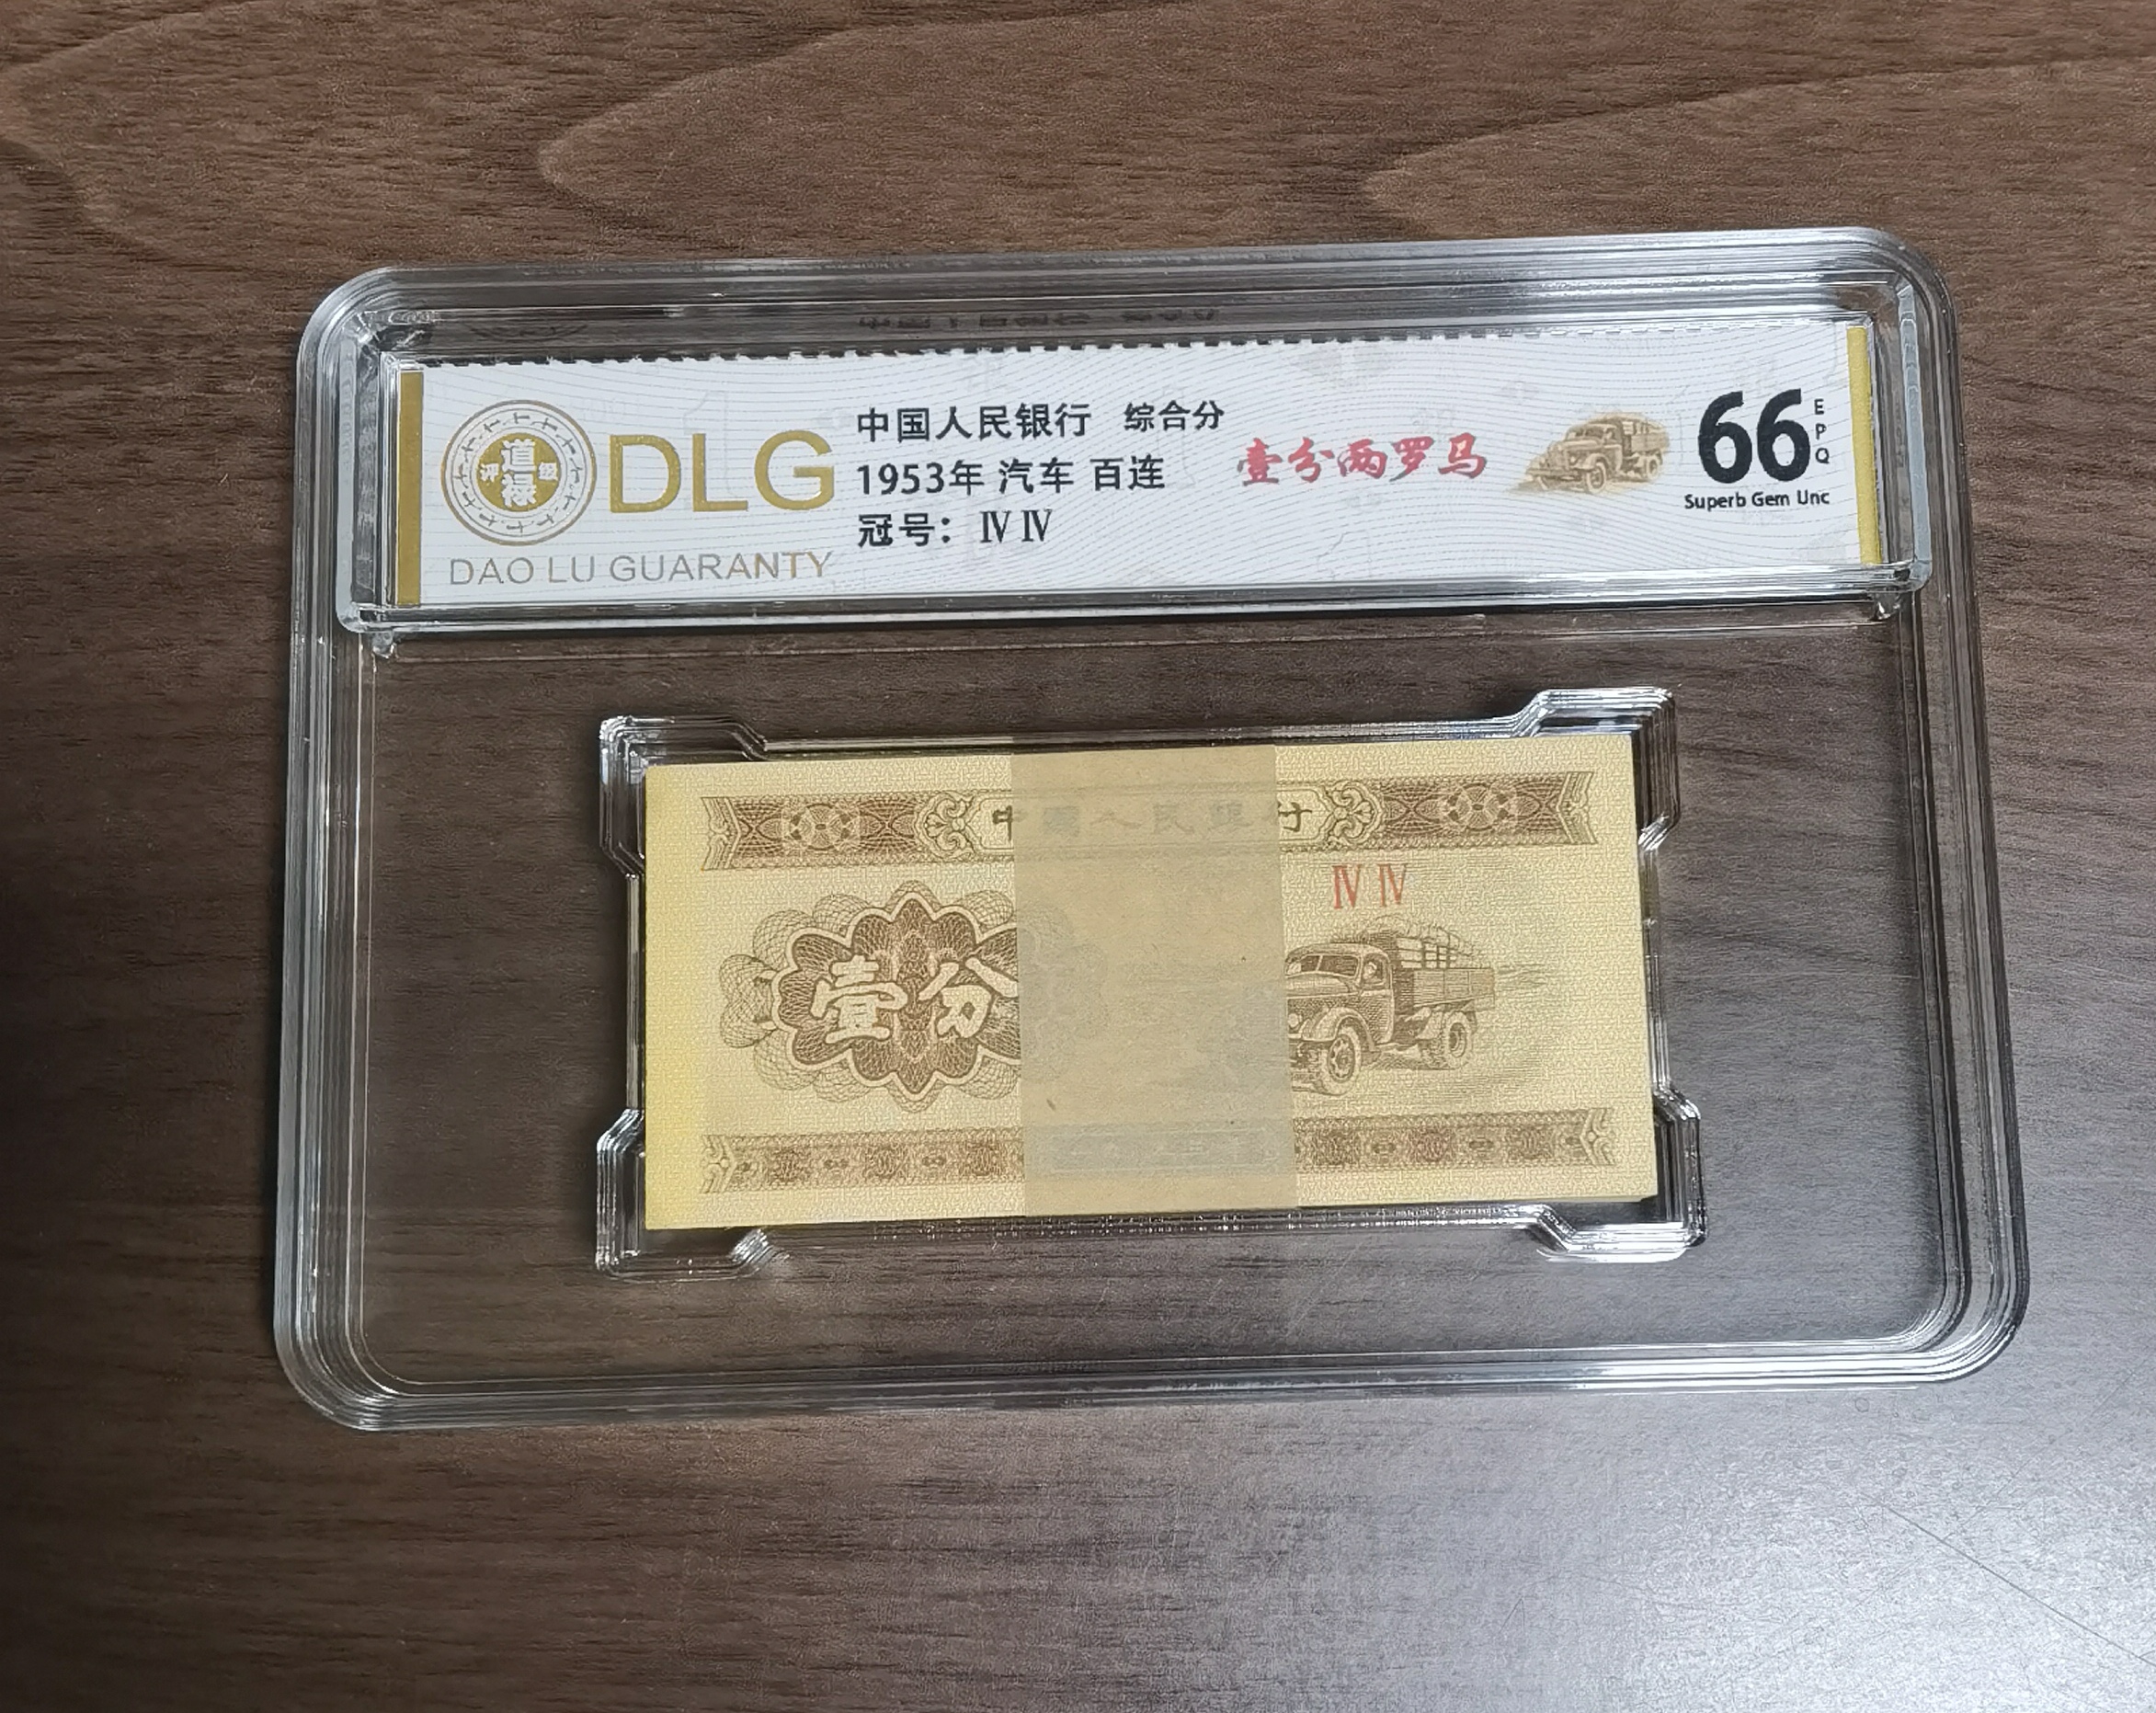 道禄
评级
DLG
DAO LU GUARANTY
中国人民银行 综合分
1953年 汽车 百连
冠号: Ⅳ Ⅳ
壹分两罗马
66
EPQ
Superb Gem Unc
中国人民银行
Ⅳ Ⅳ
壹分